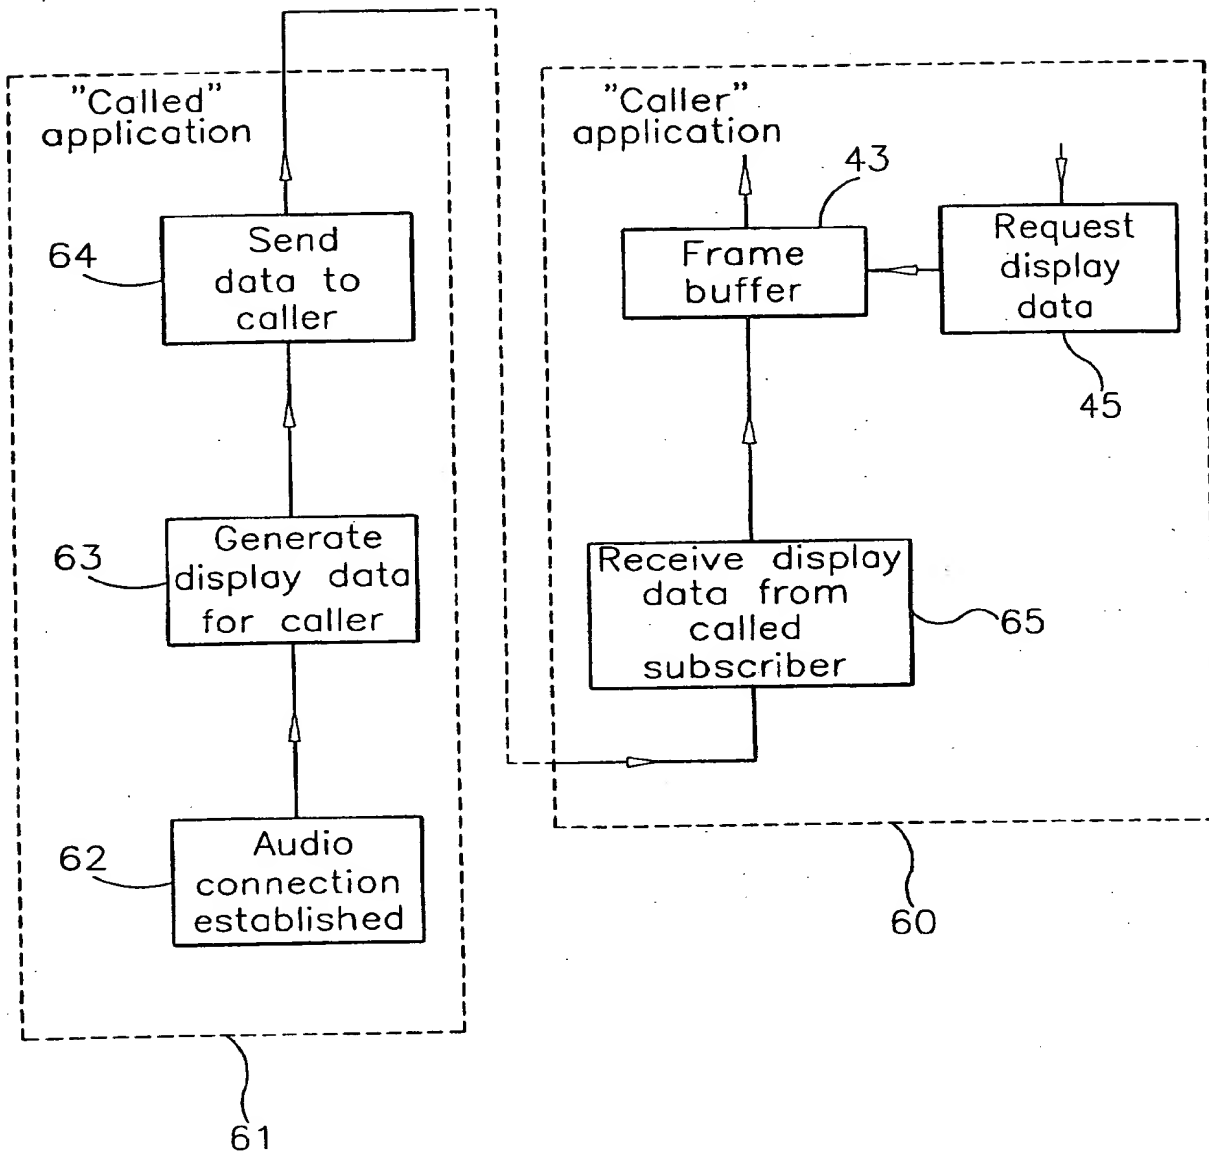 "Called"
application
64
Send
data to
caller
63
Generate
display data
for caller
62
Audio
connection
established
61
"Caller"
application
43
Frame
buffer
Request
display
data
45
Receive display
data from
called
subscriber
65
60